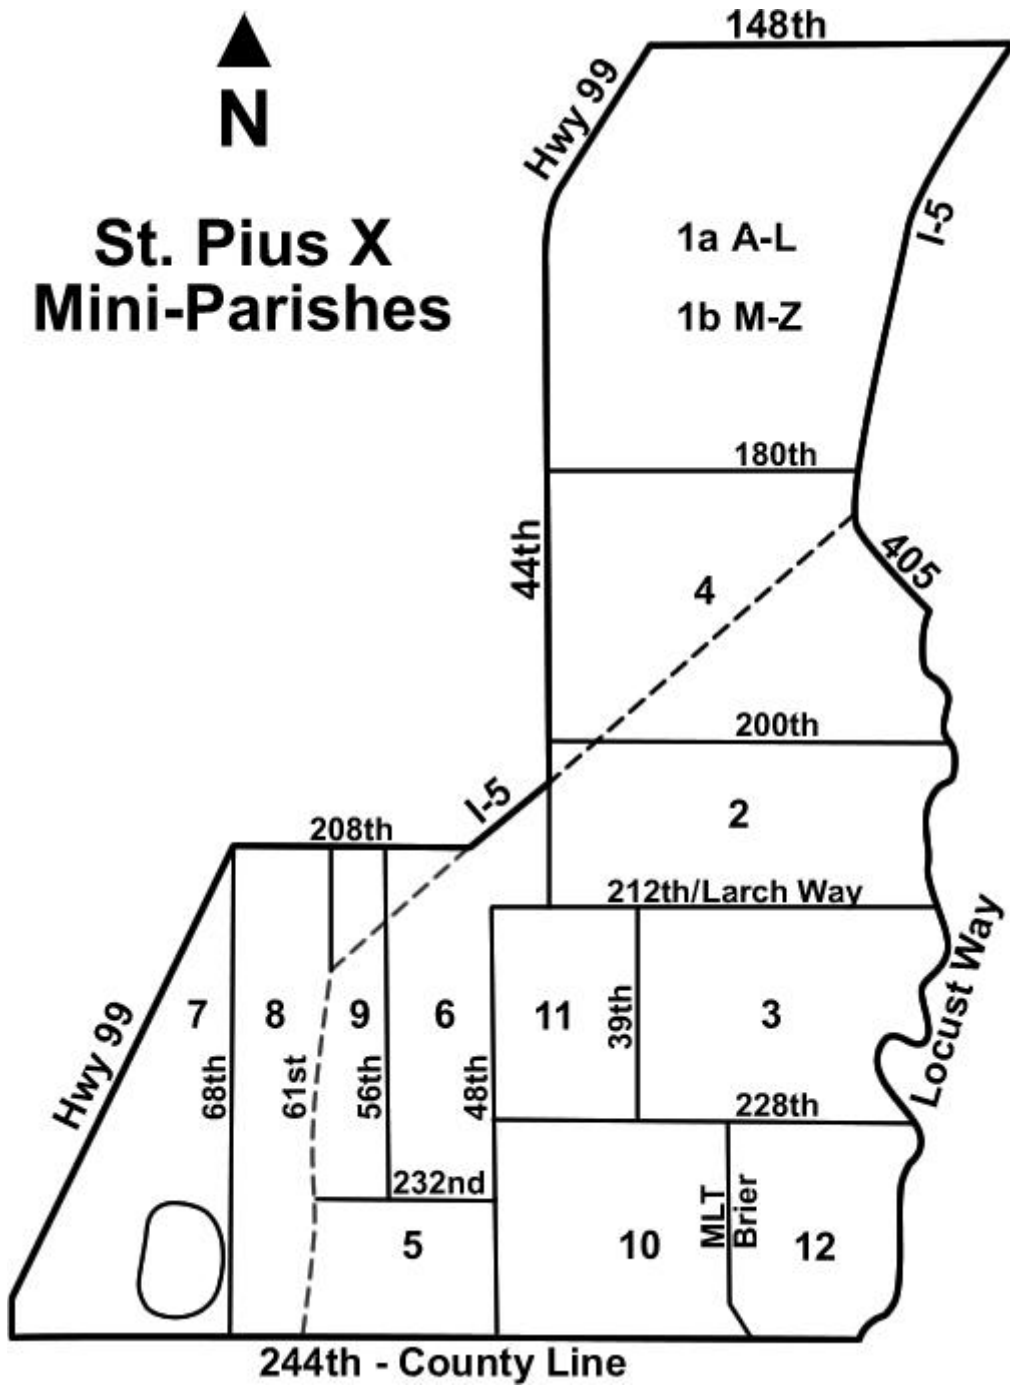 148th
N
Hwy 99
St. Pius X
Mini-Parishes
I-5
1a A-L
1b M-Z
180th
44th
405
4
200th
I-5
2
208th
212th/Larch Way
Locust Way
Hwy 99
7
8
9
6
11
39th
3
68th
61st
56th
48th
228th
232nd
MLT
Brier
5
10
12
244th - County Line